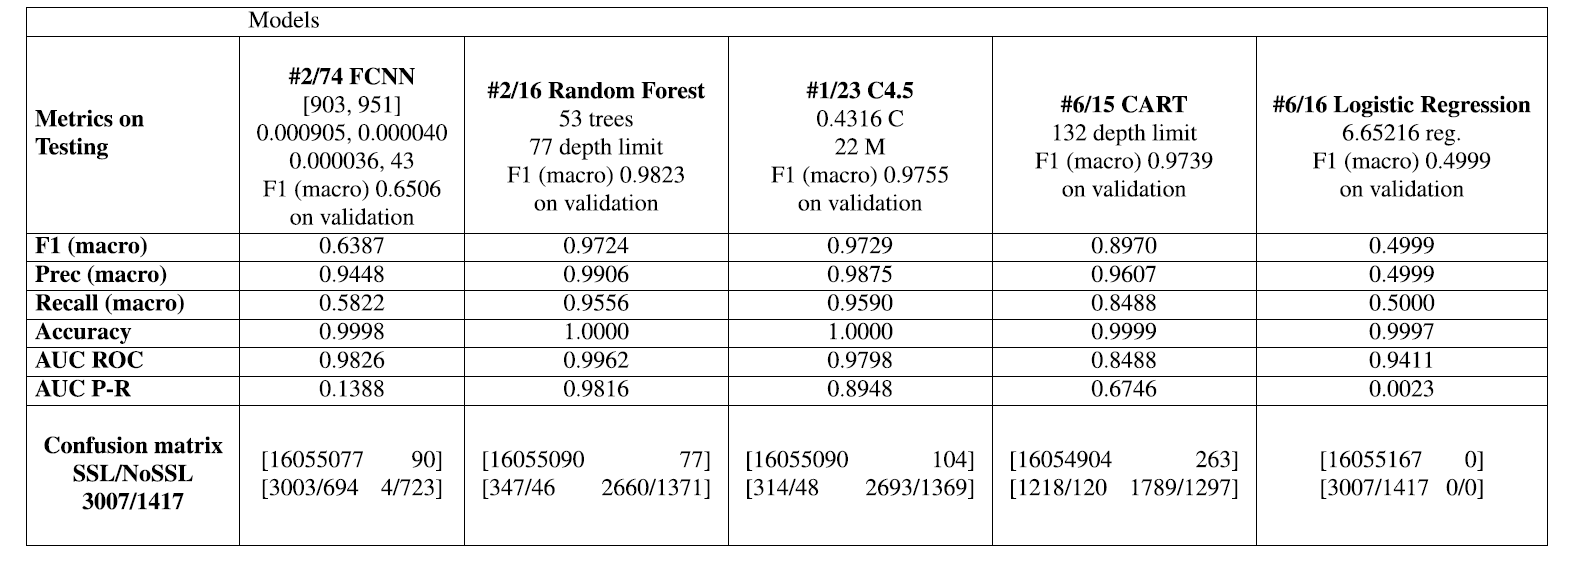 Models
Metrics on
Testing
#2/74 FCNN
[903, 951]
0.000905, 0.000040
0.000036, 43
F1 (macro) 0.6506
on validation
#2/16 Random Forest
53 trees
77 depth limit
F1 (macro) 0.9823
on validation
#1/23 C4.5
0.4316 C
22 M
F1 (macro) 0.9755
on validation
#6/15 CART
132 depth limit
F1 (macro) 0.9739
on validation
#6/16 Logistic Regression
6.65216 reg.
F1 (macro) 0.4999
on validation
F1 (macro) 0.6387 0.9724 0.9729 0.8970 0.4999
Prec (macro) 0.9448 0.9906 0.9875 0.9607 0.4999
Recall (macro) 0.5822 0.9556 0.9590 0.8488 0.5000
Accuracy 0.9998 1.0000 1.0000 0.9999 0.9997
AUC ROC 0.9826 0.9962 0.9798 0.8488 0.9411
AUC P-R 0.1388 0.9816 0.8948 0.6746 0.0023
Confusion matrix
SSL/NoSSL
3007/1417
[16055077 90]
[3003/694 4/723]
[16055090 77]
[347/46 2660/1371]
[16055090 104]
[314/48 2693/1369]
[16054904 263]
[1218/120 1789/1297]
[16055167 0]
[3007/1417 0/0]